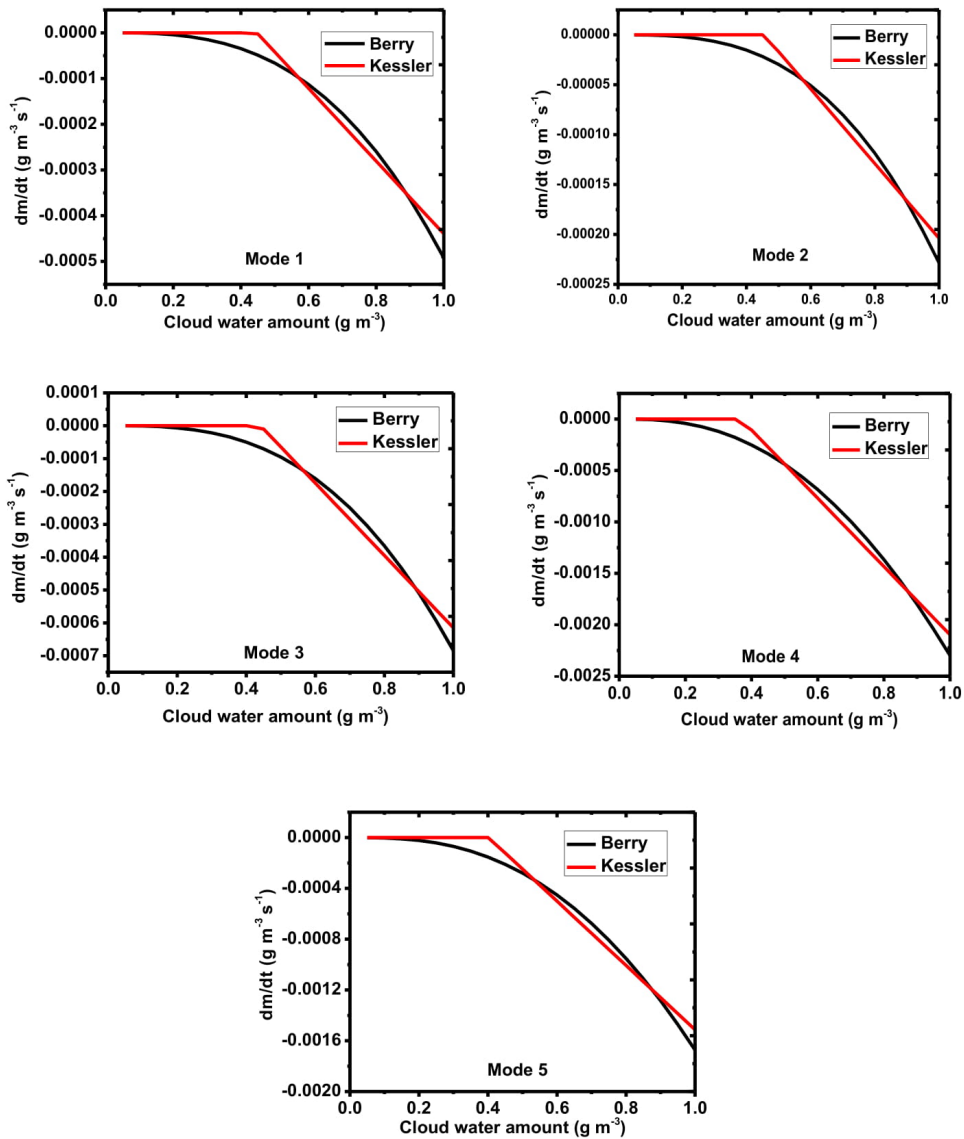 0.0000
-0.0001
-0.0002
-0.0003
-0.0004
-0.0005
dm/dt (g m⁻³ s⁻¹)
Berry
Kessler
Mode 1
0.0 0.2 0.4 0.6 0.8 1.0
Cloud water amount (g m⁻³)
0.00000
-0.00005
-0.00010
-0.00015
-0.00020
-0.00025
dm/dt (g m⁻³ s⁻¹)
Berry
Kessler
Mode 2
0.0 0.2 0.4 0.6 0.8 1.0
Cloud water amount (g m⁻³)
0.0001
0.0000
-0.0001
-0.0002
-0.0003
-0.0004
-0.0005
-0.0006
-0.0007
dm/dt (g m⁻³ s⁻¹)
Berry
Kessler
Mode 3
0.0 0.2 0.4 0.6 0.8 1.0
Cloud water amount (g m⁻³)
0.0000
-0.0005
-0.0010
-0.0015
-0.0020
-0.0025
dm/dt (g m⁻³ s⁻¹)
Berry
Kessler
Mode 4
0.0 0.2 0.4 0.6 0.8 1.0
Cloud water amount (g m⁻³)
0.0000
-0.0004
-0.0008
-0.0012
-0.0016
-0.0020
dm/dt (g m⁻³ s⁻¹)
Berry
Kessler
Mode 5
0.0 0.2 0.4 0.6 0.8 1.0
Cloud water amount (g m⁻³)